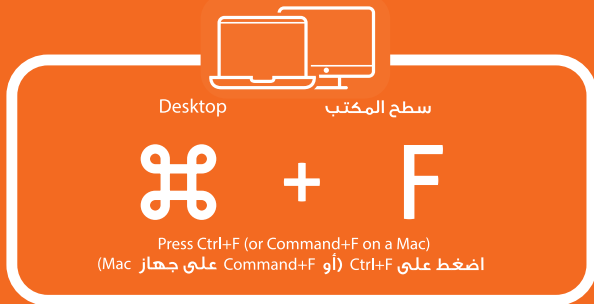 Desktop سطح المكتب
⌘ + F
Press Ctrl+F (or Command+F on a Mac)
اضغط على Ctrl+F (أو Command+F على جهاز Mac)